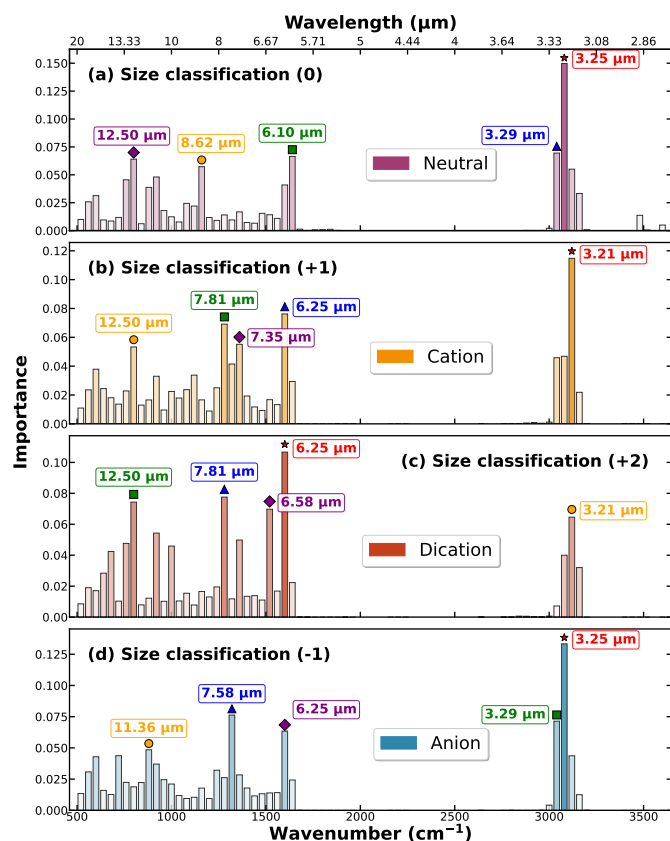 Wavelength (μm)
20 13.33 10 8 6.67 5.71 5 4.44 4 3.64 3.33 3.08 2.86
(a) Size classification (0)
3.25 μm
0.150
0.125
0.100
0.075
0.050
0.025
0.000
12.50 μm
8.62 μm
6.10 μm
3.29 μm
Neutral
(b) Size classification (+1)
3.21 μm
0.12
0.10
0.08
0.06
0.04
0.02
0.00
12.50 μm
7.81 μm
7.35 μm
6.25 μm
Cation
Importance
(c) Size classification (+2)
6.25 μm
0.10
0.08
0.06
0.04
0.02
0.00
12.50 μm
7.81 μm
6.58 μm
3.21 μm
Dication
(d) Size classification (-1)
3.25 μm
0.125
0.100
0.075
0.050
0.025
0.000
11.36 μm
7.58 μm
6.25 μm
3.29 μm
Anion
500 1000 1500 2000 2500 3000 3500
Wavenumber (cm⁻¹)